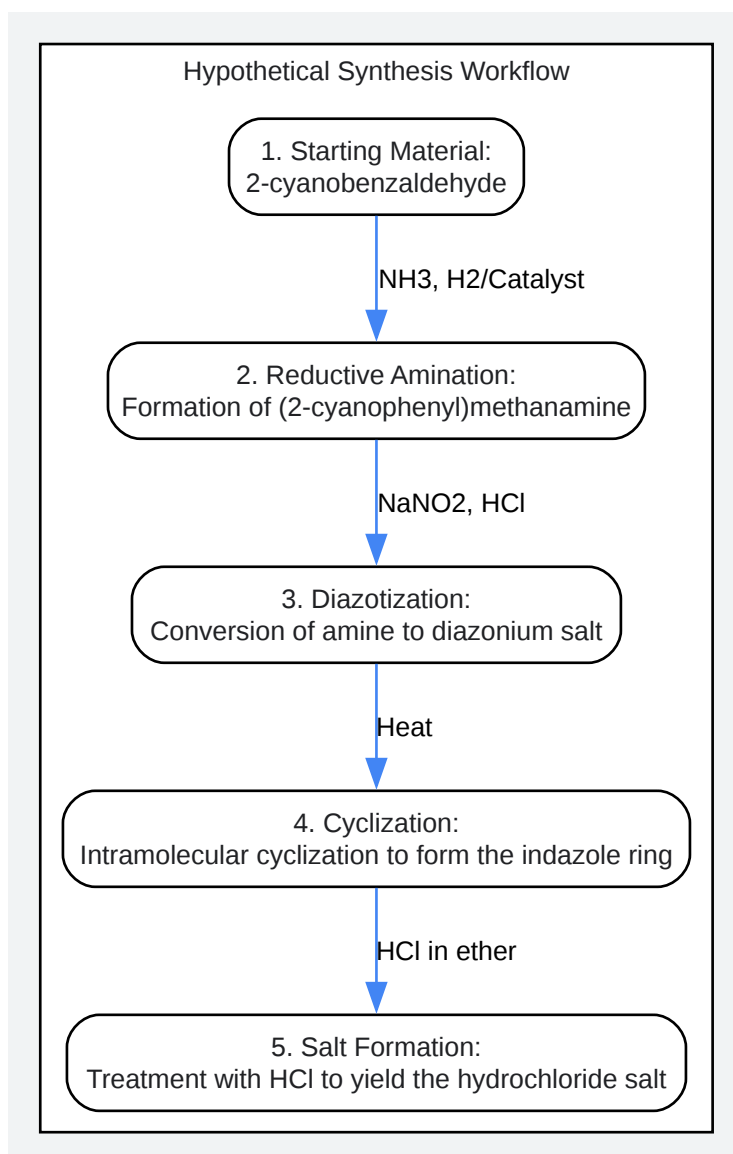 Hypothetical Synthesis Workflow
1. Starting Material:
2-cyanobenzaldehyde
NH3, H2/Catalyst
2. Reductive Amination:
Formation of (2-cyanophenyl)methanamine
NaNO2, HCl
3. Diazotization:
Conversion of amine to diazonium salt
Heat
4. Cyclization:
Intramolecular cyclization to form the indazole ring
HCl in ether
5. Salt Formation:
Treatment with HCl to yield the hydrochloride salt